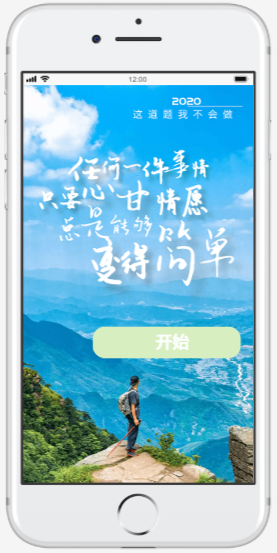 12:00
2020
这道题我不会做
任何一件事情
只要心甘情愿
总是能够
变得简单
开始